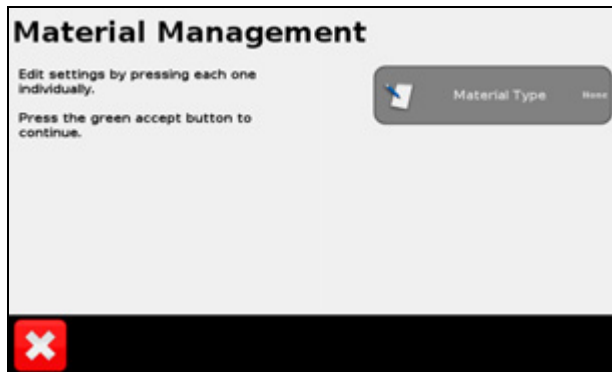 Material Management
Edit settings by pressing each one
individually.
Press the green accept button to
continue.
Material Type None